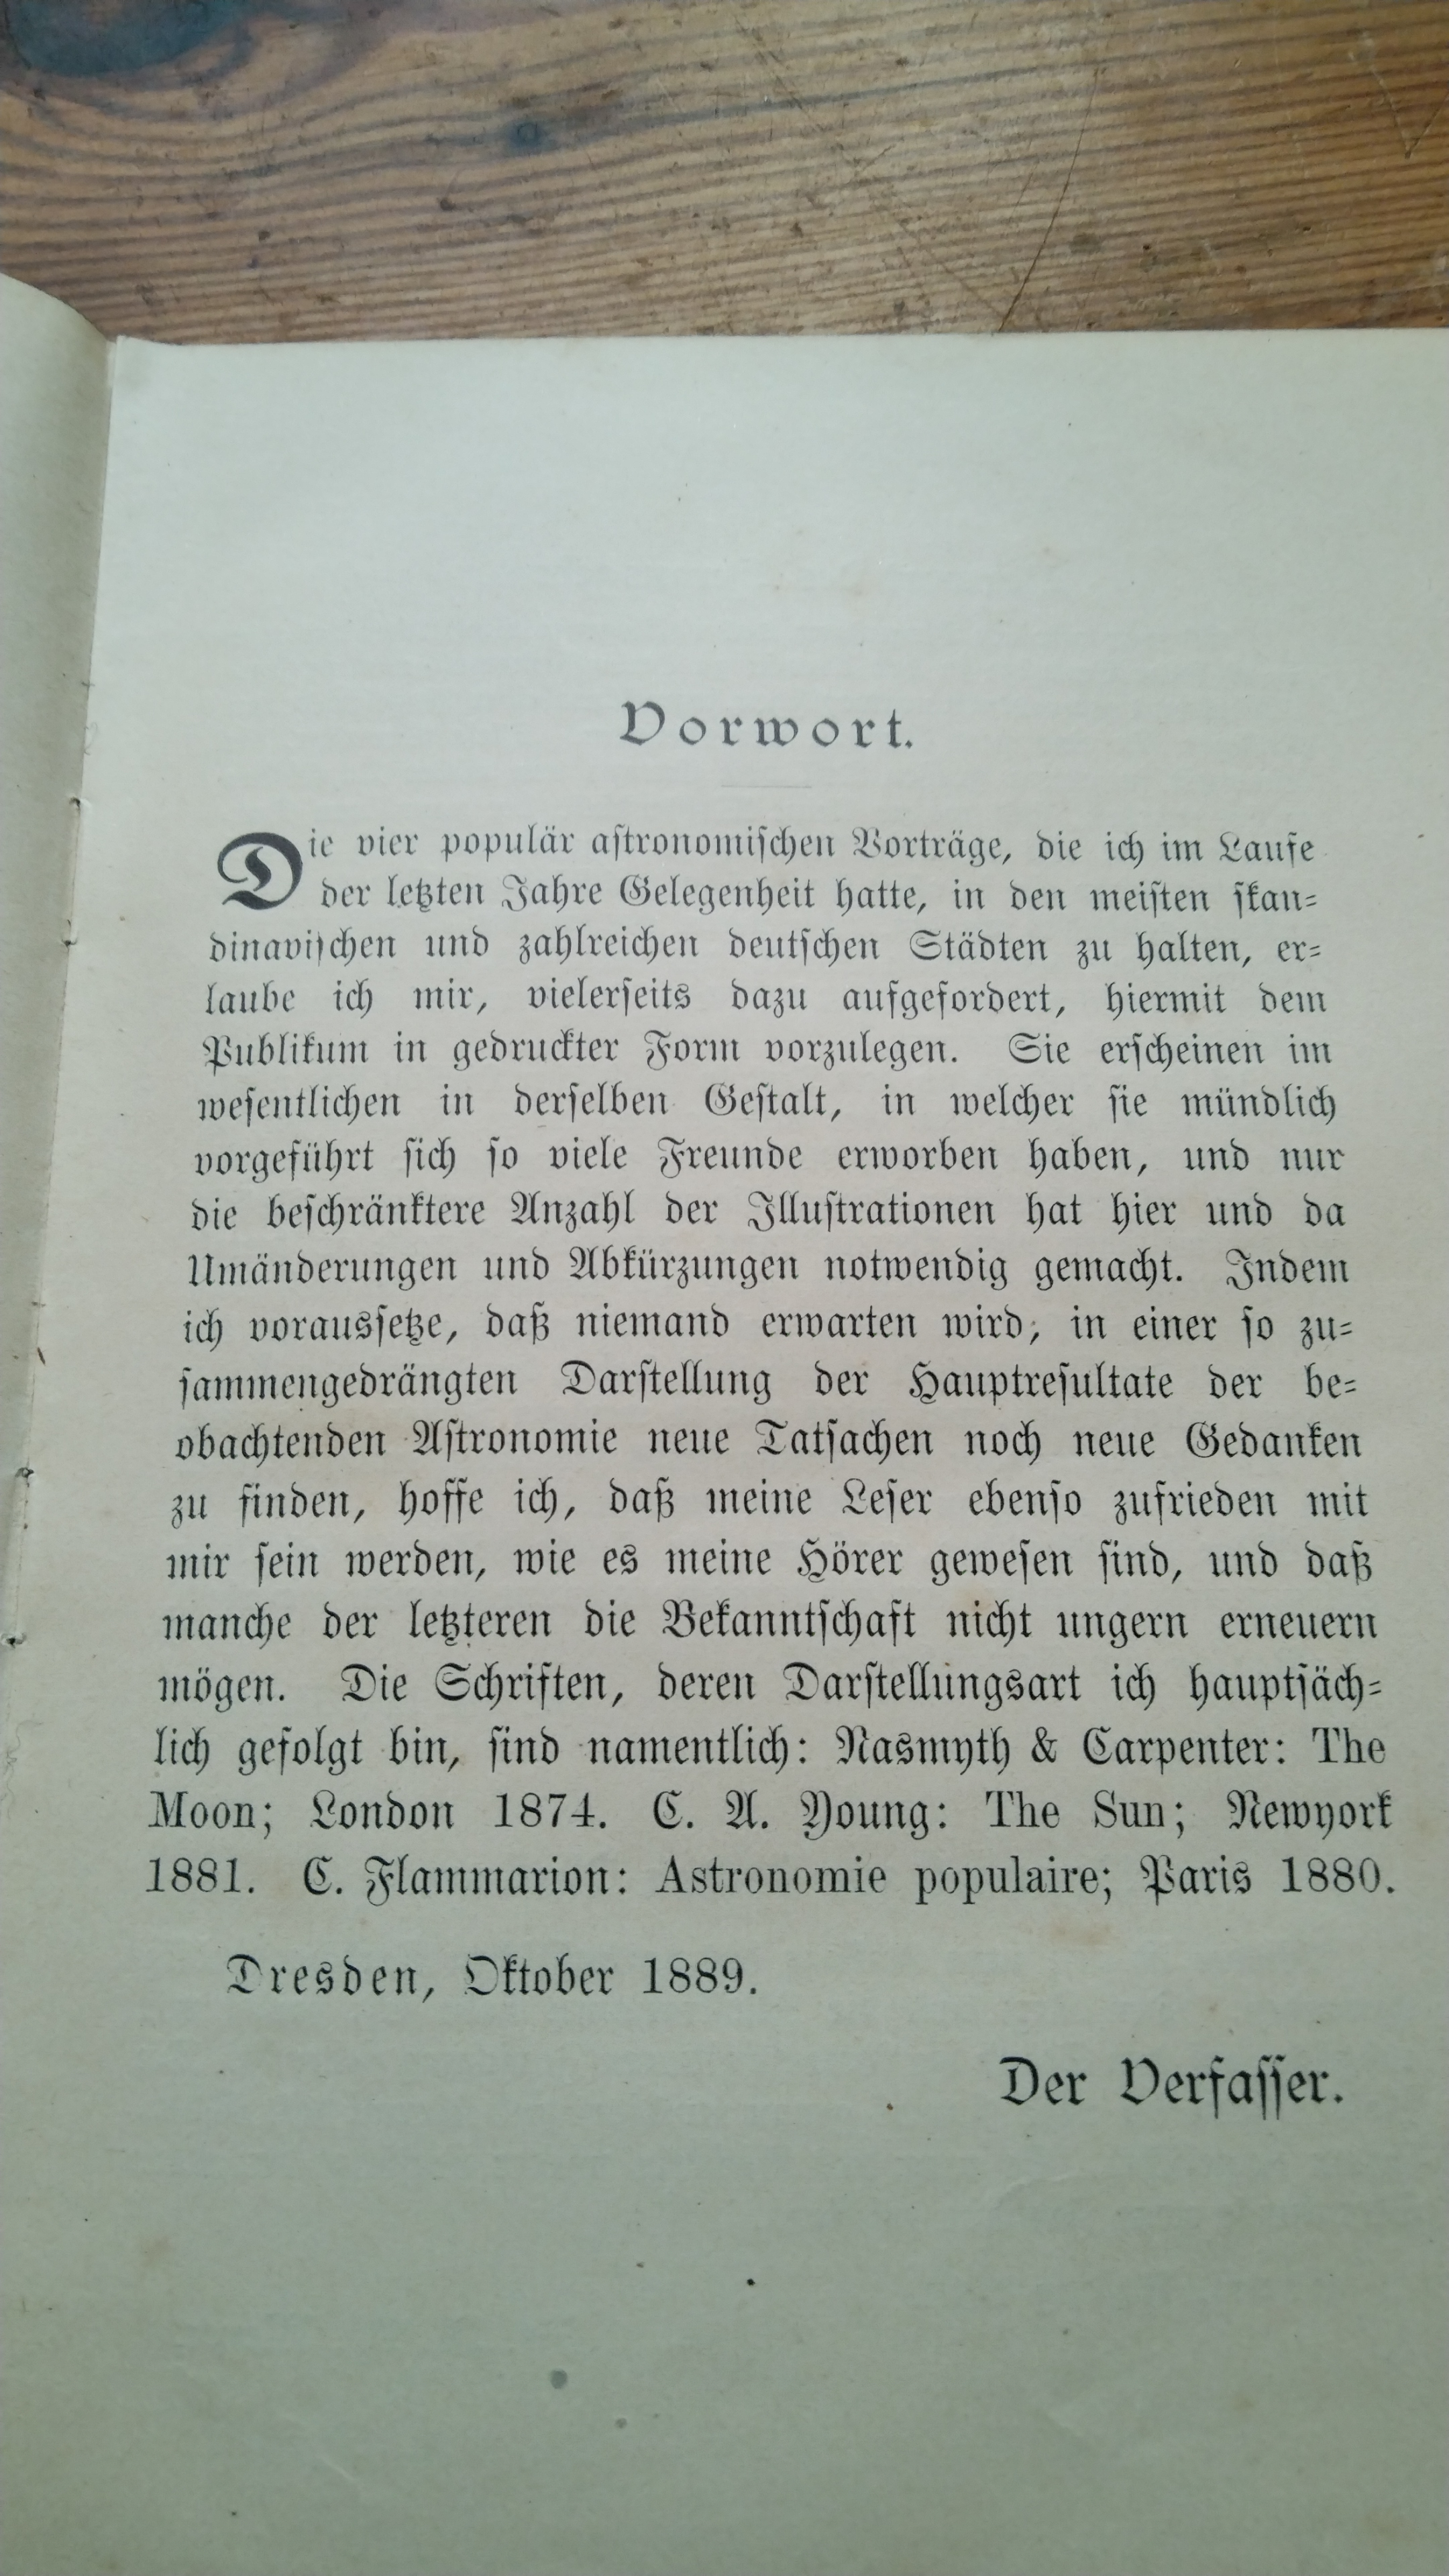 Vorwort.
Die vier populär astronomischen Vorträge, die ich im Laufe
der letzten Jahre Gelegenheit hatte, in den meisten skan-
dinavischen und zahlreichen deutschen Städten zu halten, er-
laube ich mir, vielerseits dazu aufgefordert, hiermit dem
Publikum in gedruckter Form vorzulegen. Sie erscheinen im
wesentlichen in derselben Gestalt, in welcher sie mündlich
vorgeführt sich so viele Freunde erworben haben, und nur
die beschränktere Anzahl der Illustrationen hat hier und da
Umänderungen und Abkürzungen notwendig gemacht. Indem
ich voraussetze, daß niemand erwarten wird, in einer so zu-
sammengedrängten Darstellung der Hauptresultate der be-
obachtenden Astronomie neue Tatsachen noch neue Gedanken
zu finden, hoffe ich, daß meine Leser ebenso zufrieden mit
mir sein werden, wie es meine Hörer gewesen sind, und daß
manche der letzteren die Bekanntschaft nicht ungern erneuern
mögen. Die Schriften, deren Darstellungsart ich hauptsäch-
lich gefolgt bin, sind namentlich: Nasmyth & Carpenter: The
Moon; London 1874. C. A. Young: The Sun; Newyork
1881. C. Flammarion: Astronomie populaire; Paris 1880.
Dresden, Oktober 1889.
Der Verfasser.